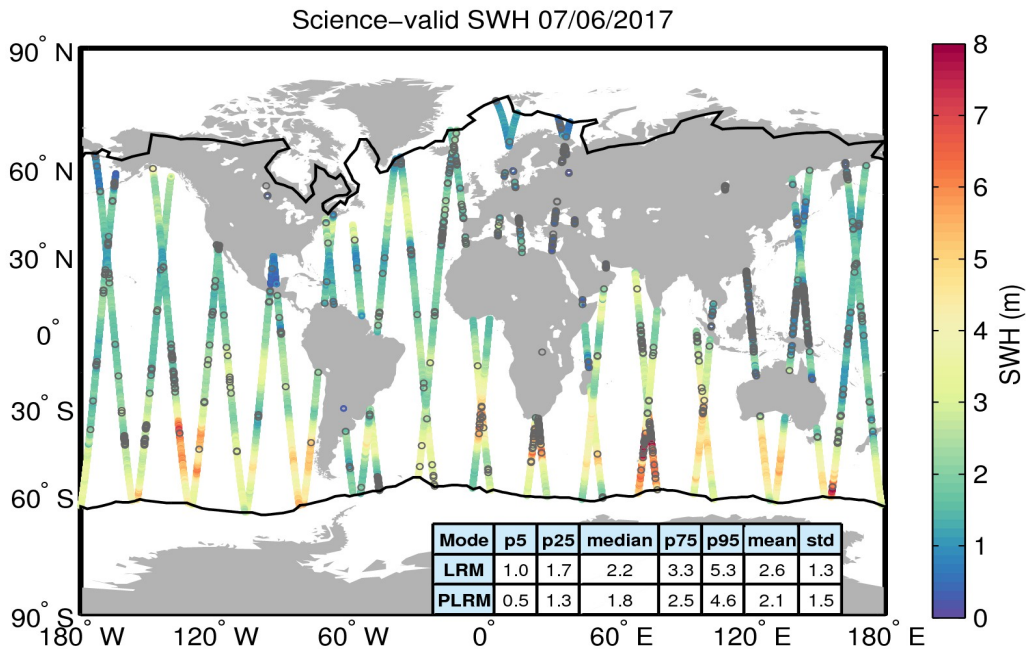 Science−valid SWH 07/06/2017
90° N
60° N
30° N
0°
30° S
60° S
90° S
180° W
120° W
60° W
0°
60° E
120° E
180° E
Mode p5 p25 median p75 p95 mean std
LRM 1.0 1.7 2.2 3.3 5.3 2.6 1.3
PLRM 0.5 1.3 1.8 2.5 4.6 2.1 1.5
8
7
6
5
4
3
2
1
0
SWH (m)